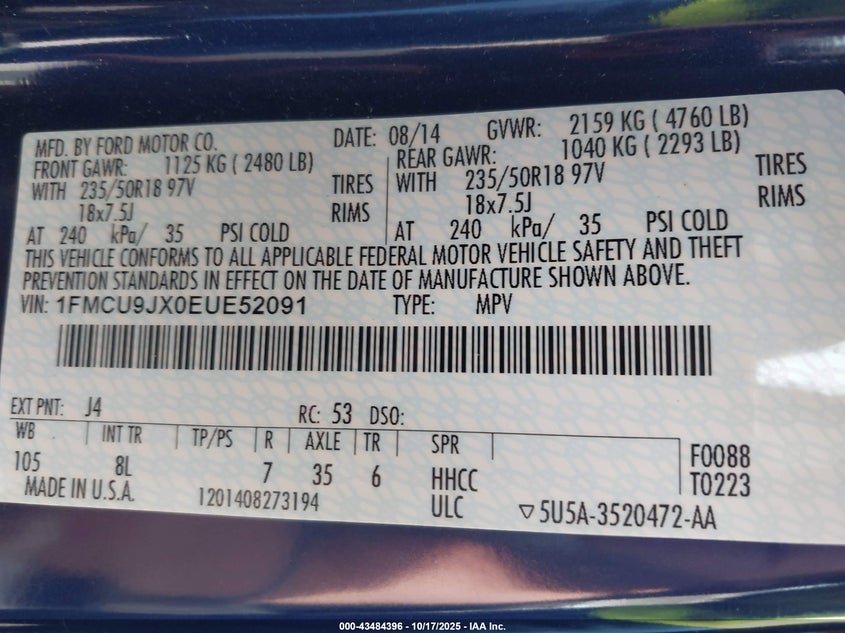 MFD. BY FORD MOTOR CO. DATE: 08/14 GVWR: 2159 KG ( 4760 LB)
FRONT GAWR: 1125 KG ( 2480 LB) REAR GAWR: 1040 KG ( 2293 LB)
WITH 235/50R18 97V TIRES WITH 235/50R18 97V TIRES
18x7.5J RIMS 18x7.5J RIMS
AT 240 kPa/ 35 PSI COLD AT 240 kPa/ 35 PSI COLD
THIS VEHICLE CONFORMS TO ALL APPLICABLE FEDERAL MOTOR VEHICLE SAFETY AND THEFT
PREVENTION STANDARDS IN EFFECT ON THE DATE OF MANUFACTURE SHOWN ABOVE.
VIN: 1FMCU9JX0EUE52091 TYPE: MPV
EXT PNT: J4 RC: 53 DSO:
WB INT TR TP/PS R AXLE TR SPR
105 8L 7 35 6 HHCC F0088
MADE IN U.S.A. 1201408273194 ULC T0223
▽5U5A-3520472-AA
000-43484396 - 10/17/2025 - IAA Inc.